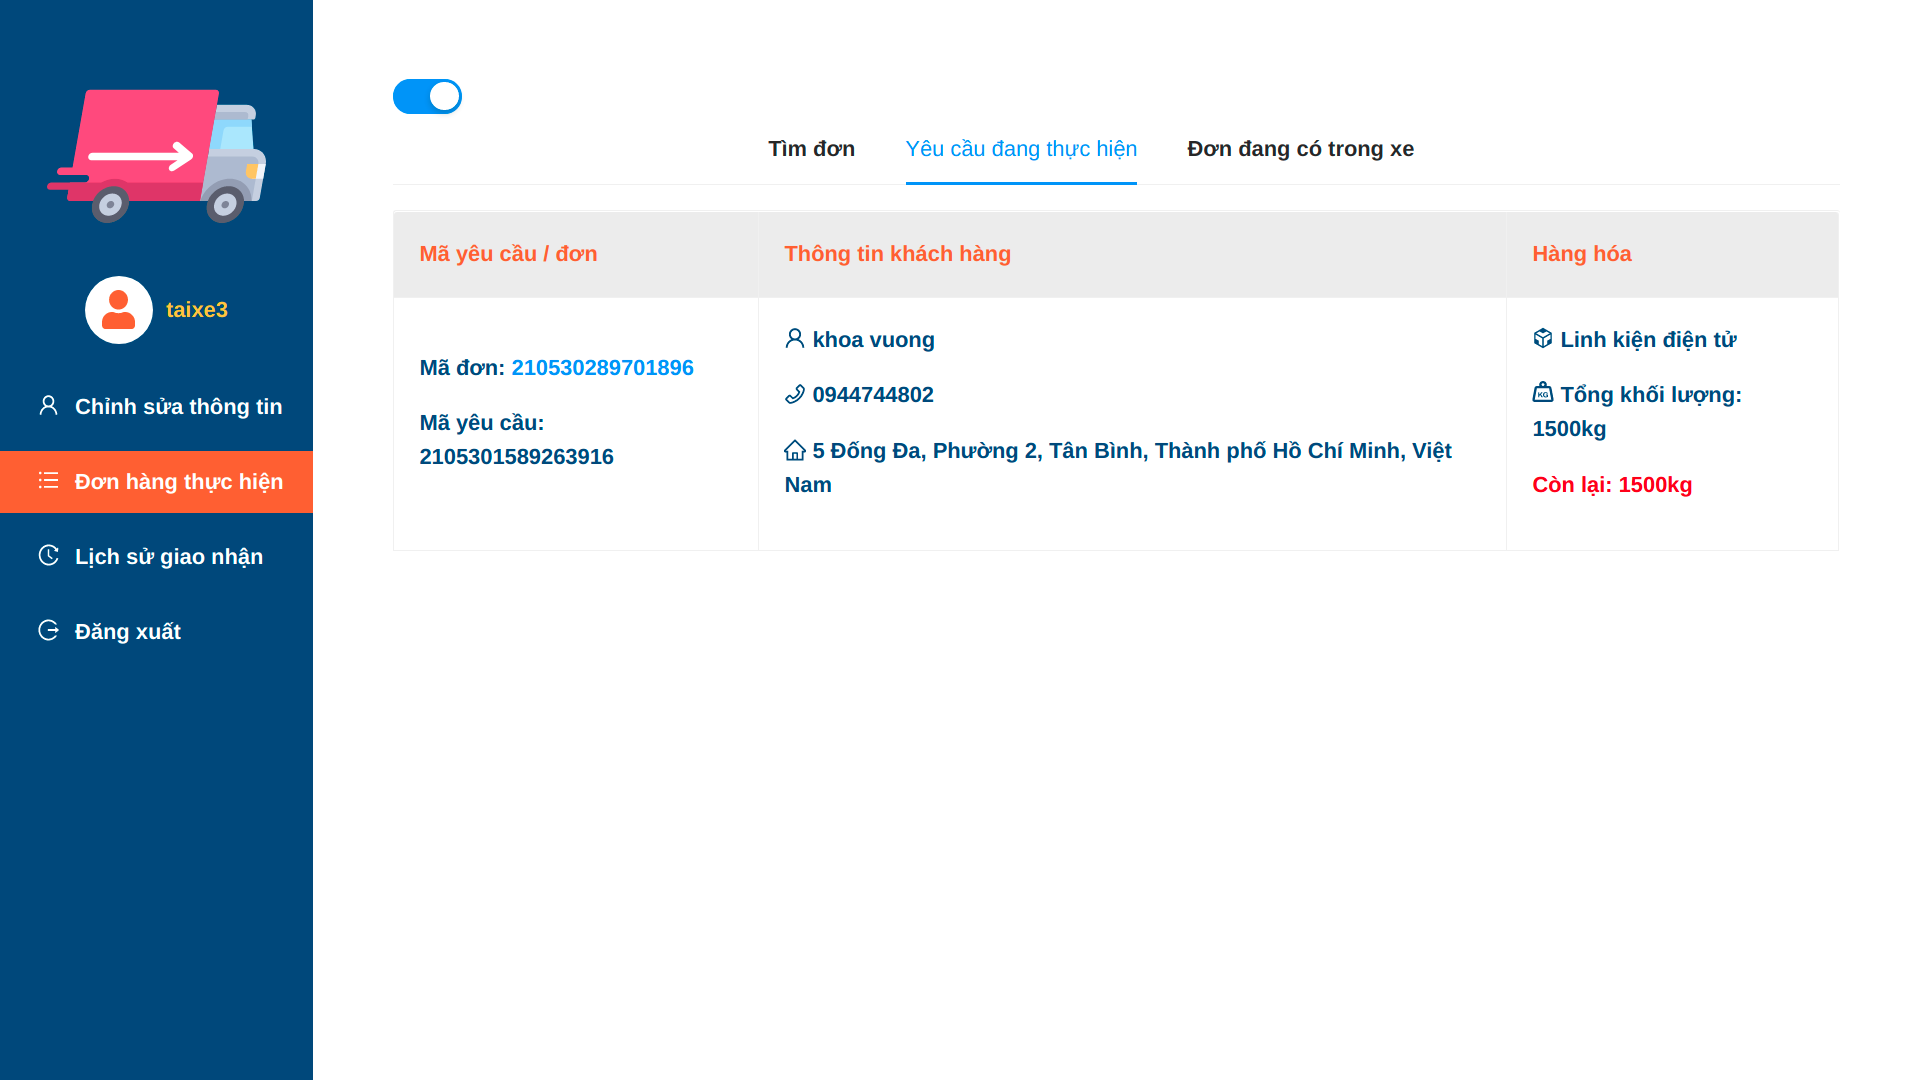 taixe3
Chỉnh sửa thông tin
Đơn hàng thực hiện
Lịch sử giao nhận
Đăng xuất
Tìm đơn
Yêu cầu đang thực hiện
Đơn đang có trong xe
Mã yêu cầu / đơn
Thông tin khách hàng
Hàng hóa
Mã đơn: 210530289701896
Mã yêu cầu:
2105301589263916
khoa vuong
0944744802
5 Đống Đa, Phường 2, Tân Bình, Thành phố Hồ Chí Minh, Việt
Nam
Linh kiện điện tử
KG Tổng khối lượng:
1500kg
Còn lại: 1500kg